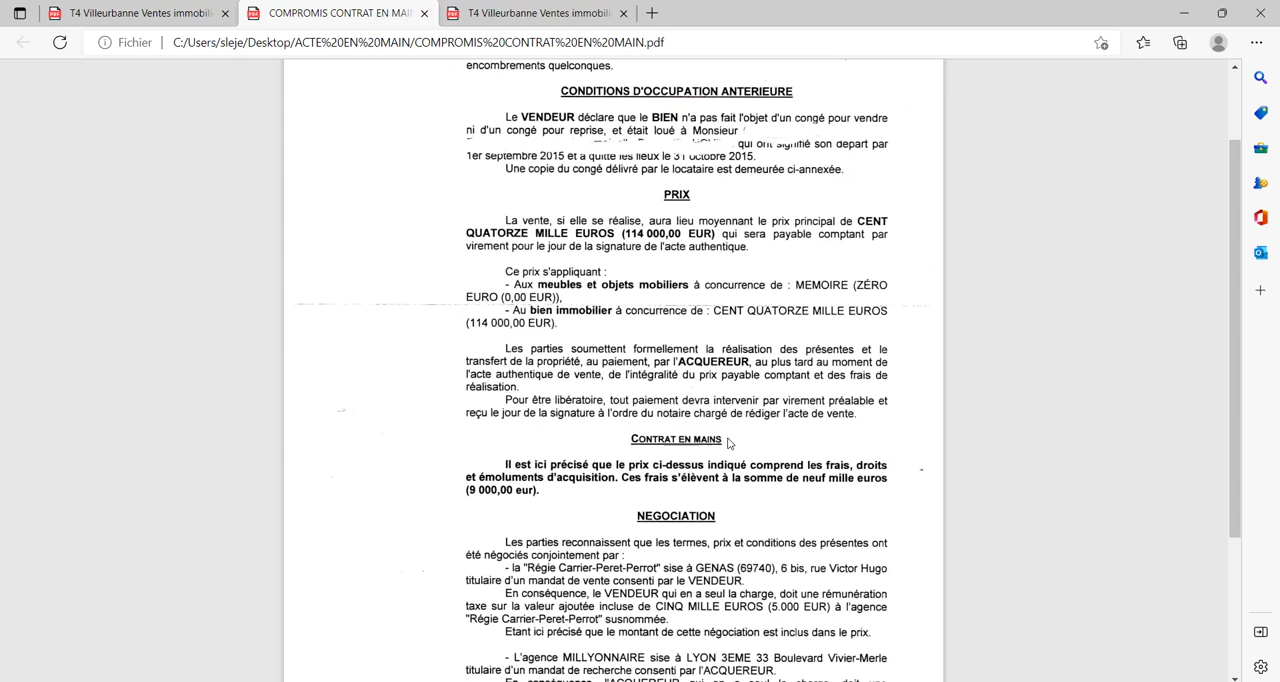 T4 Villeurbanne Ventes immobili
COMPROMIS CONTRAT EN MAI
T4 Villeurbanne Ventes immobili
Fichier
C:/Users/sleje/Desktop/ACTE%20EN%20MAIN/COMPROMIS%20CONTRAT%20EN%20MAIN.pdf
encombrements quelconques.
CONDITIONS D'OCCUPATION ANTERIEURE
Le VENDEUR déclare que le BIEN n'a pas fait l'objet d'un congé pour vendre
ni d'un congé pour reprise, et était loué à Monsieur
qui ont signifié son départ par
1er septembre 2015 et a quitté les lieux le 31 octobre 2015.
Une copie du congé délivré par le locataire est demeurée ci-annexée.
PRIX
La vente, si elle se réalise, aura lieu moyennant le prix principal de CENT
QUATORZE MILLE EUROS (114 000,00 EUR) qui sera payable comptant par
virement pour le jour de la signature de l'acte authentique.
Ce prix s'appliquant :
- Aux meubles et objets mobiliers à concurrence de : MEMOIRE (ZÉRO
EURO (0,00 EUR)),
- Au bien immobilier à concurrence de : CENT QUATORZE MILLE EUROS
(114 000,00 EUR).
Les parties soumettent formellement la réalisation des présentes et le
transfert de la propriété, au paiement, par l'ACQUEREUR, au plus tard au moment de
l'acte authentique de vente, de l'intégralité du prix payable comptant et des frais de
réalisation.
Pour être libératoire, tout paiement devra intervenir par virement préalable et
reçu le jour de la signature à l'ordre du notaire chargé de rédiger l'acte de vente.
CONTRAT EN MAINS
Il est ici précisé que le prix ci-dessus indiqué comprend les frais, droits
et émoluments d'acquisition. Ces frais s'élèvent à la somme de neuf mille euros
(9 000,00 eur).
NEGOCIATION
Les parties reconnaissent que les termes, prix et conditions des présentes ont
été négociés conjointement par :
- la "Régie Carrier-Peret-Perrot" sise à GENAS (69740), 6 bis, rue Victor Hugo
titulaire d'un mandat de vente consenti par le VENDEUR.
En conséquence, le VENDEUR qui en a seul la charge, doit une rémunération
taxe sur la valeur ajoutée incluse de CINQ MILLE EUROS (5.000 EUR) à l'agence
"Régie Carrier-Peret-Perrot" susnommée.
Etant ici précisé que le montant de cette négociation est inclus dans le prix.
- L'agence MILLYONNAIRE sise à LYON 3EME 33 Boulevard Vivier-Merle
titulaire d'un mandat de recherche consenti par l'ACQUEREUR.